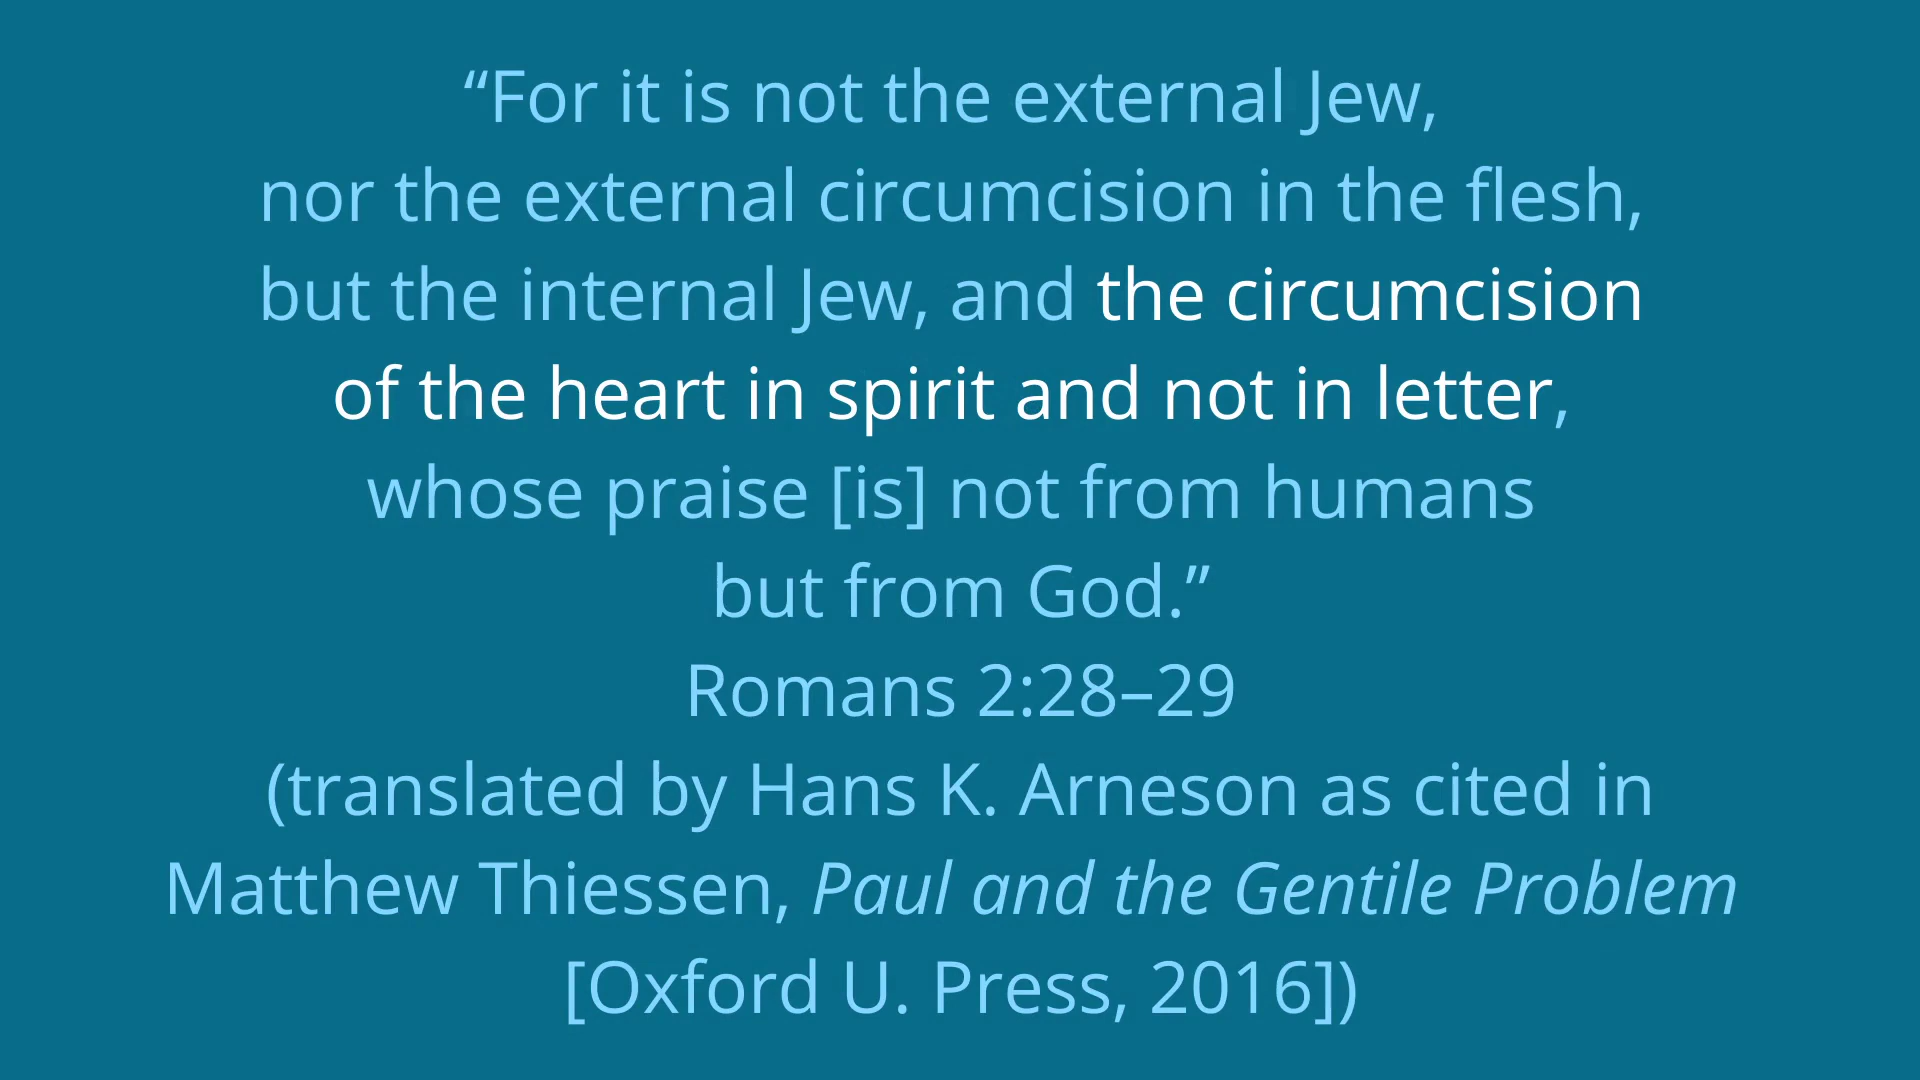 “For it is not the external Jew,
nor the external circumcision in the flesh,
but the internal Jew, and the circumcision
of the heart in spirit and not in letter,
whose praise [is] not from humans
but from God.”
Romans 2:28–29
(translated by Hans K. Arneson as cited in
Matthew Thiessen, Paul and the Gentile Problem
[Oxford U. Press, 2016])